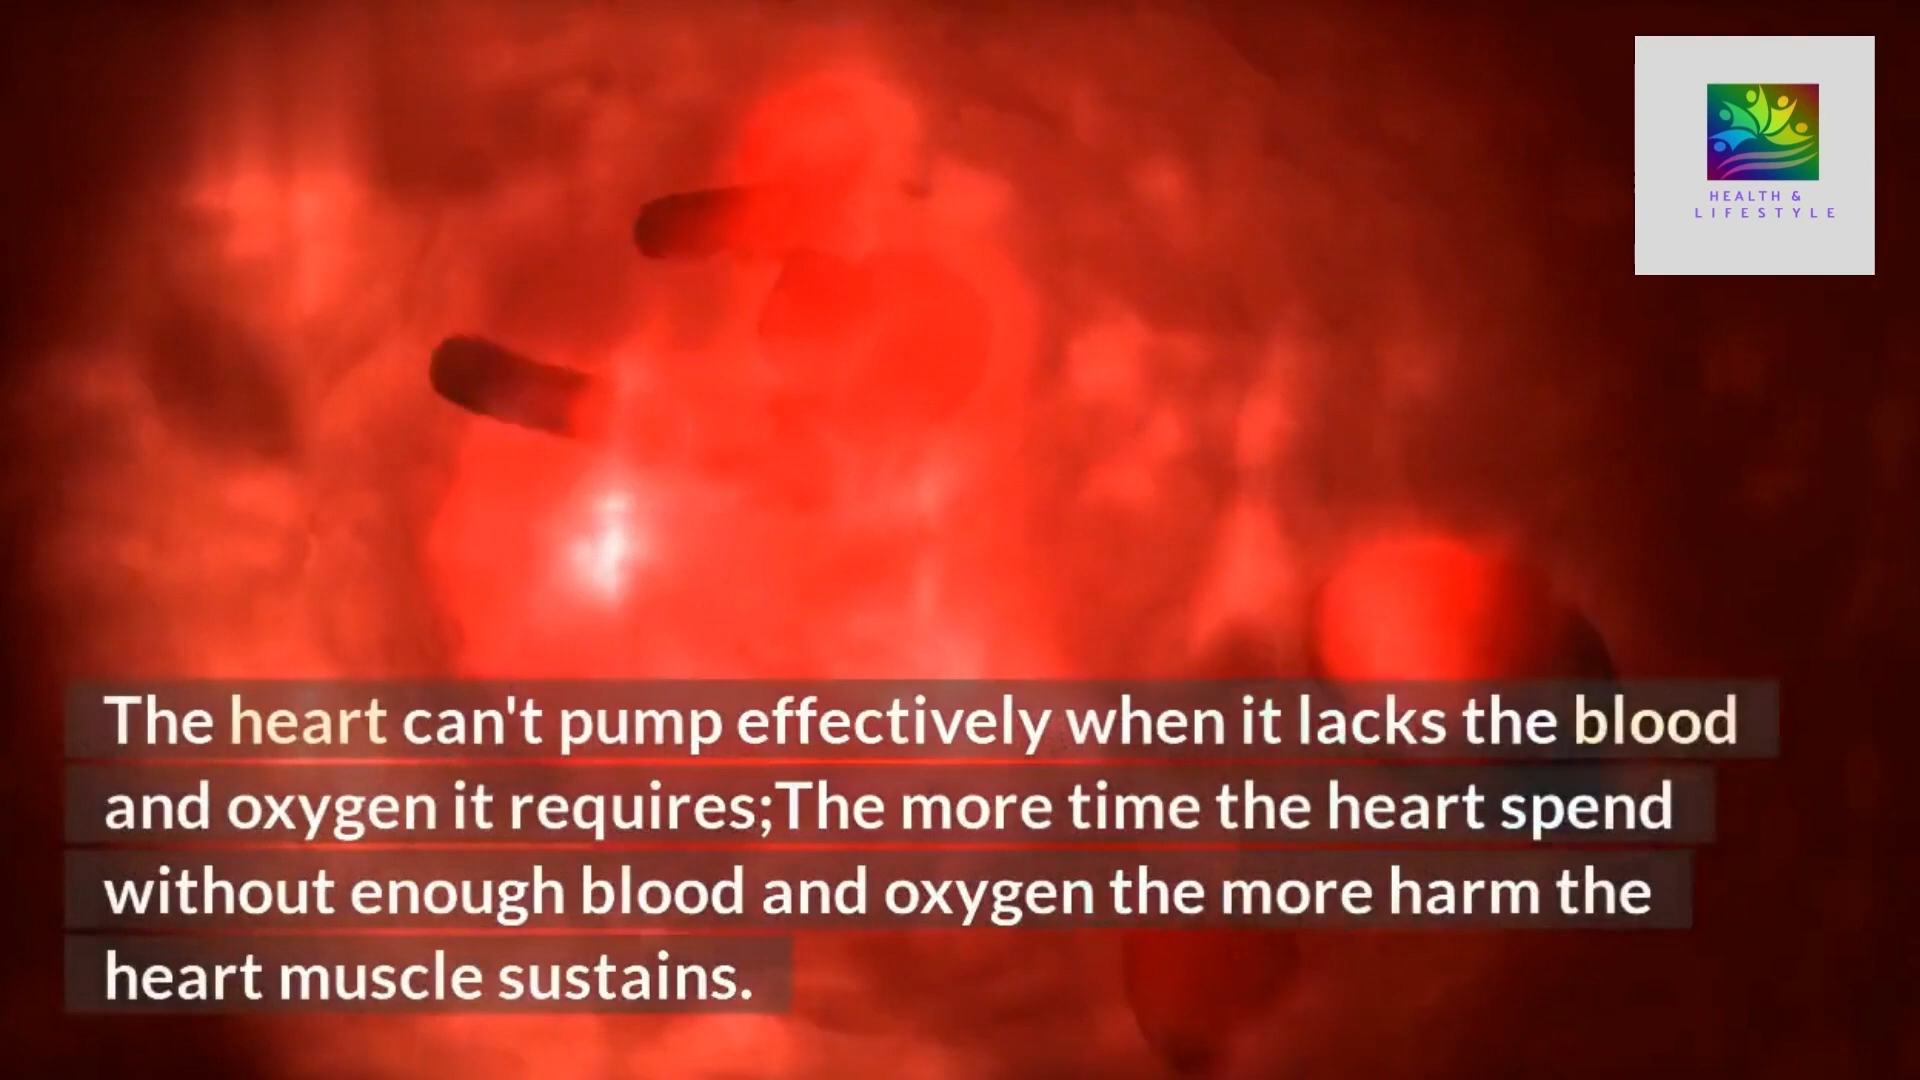 HEALTH &
LIFESTYLE
The heart can't pump effectively when it lacks the blood
and oxygen it requires;The more time the heart spend
without enough blood and oxygen the more harm the
heart muscle sustains.